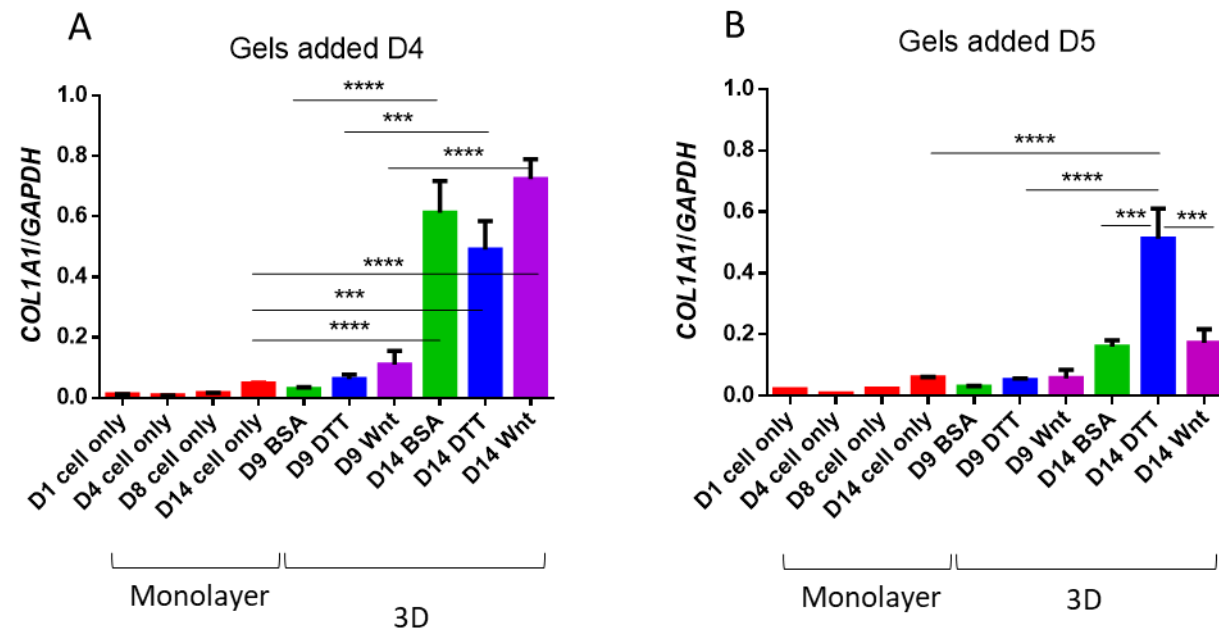 A
Gels added D4
COL1A1/GAPDH
1.0
0.8
0.6
0.4
0.2
0.0
****
***
****
****
***
****
D1 cell only
D4 cell only
D8 cell only
D14 cell only
D9 BSA
D9 DTT
D9 Wnt
D14 BSA
D14 DTT
D14 Wnt
Monolayer
3D
B
Gels added D5
COL1A1/GAPDH
1.0
0.8
0.6
0.4
0.2
0.0
****
****
***
***
D1 cell only
D4 cell only
D8 cell only
D14 cell only
D9 BSA
D9 DTT
D9 Wnt
D14 BSA
D14 DTT
D14 Wnt
Monolayer
3D